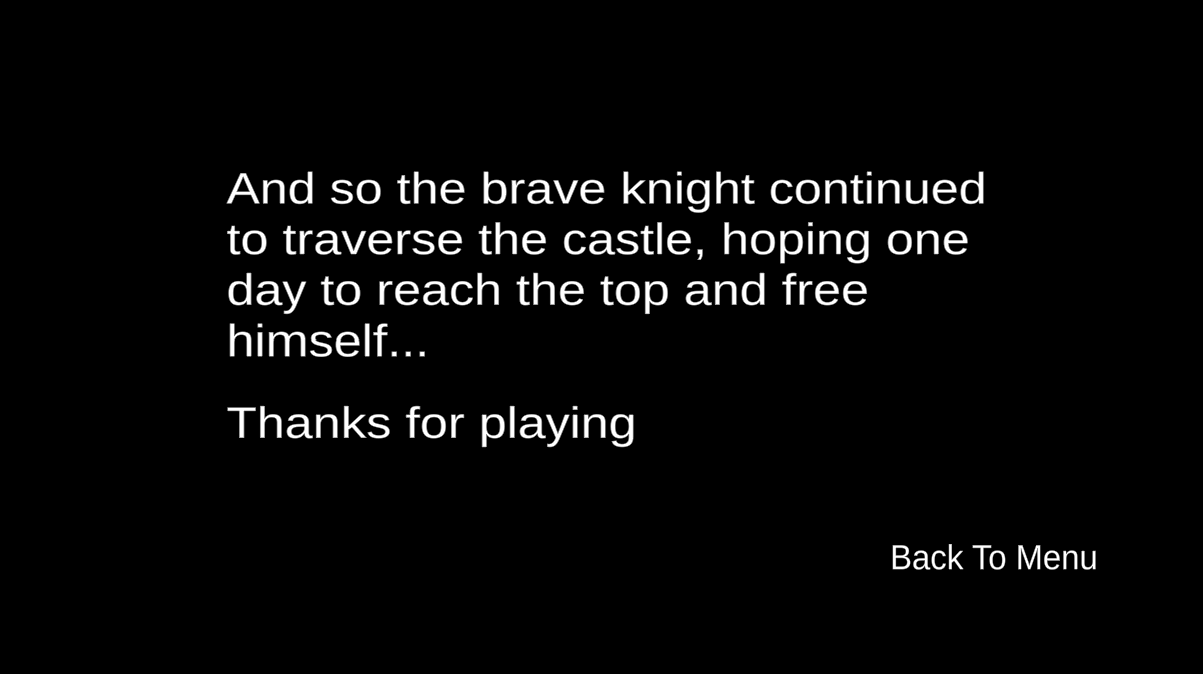 And so the brave knight continued
to traverse the castle, hoping one
day to reach the top and free
himself...
Thanks for playing
Back To Menu